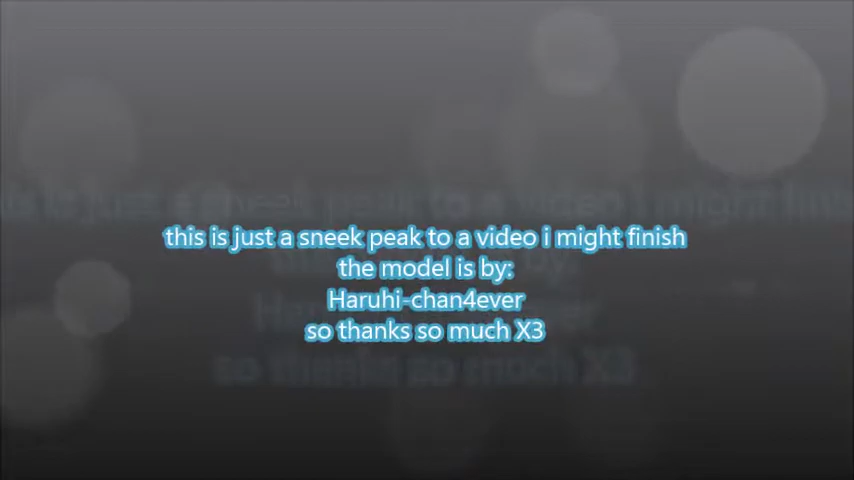 this is just a sneek peak to a video i might finish
the model is by:
Haruhi-chan4ever
so thanks so much X3